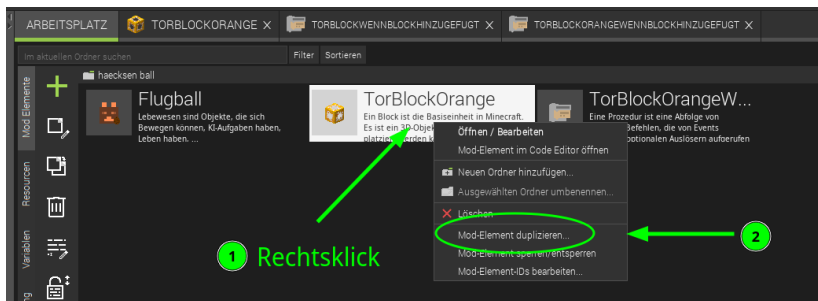 ARBEITSPLATZ
TORBLOCKORANGE ×
TORBLOCKWENNBLOCKHINZUGEFUGT ×
TORBLOCKORANGEWENNBLOCKHINZUGEFUGT ×
Im aktuellen Ordner suchen
Filter
Sortieren
haecksen ball
Mod Elemente
Resourcen
Variablen
Flugball
Lebewesen sind Objekte, die sich
Bewegen können, KI-Aufgaben haben,
Leben haben. ...
TorBlockOrange
Ein Block ist die Basiseinheit in Minecraft.
Es ist ein 3D-Objek
platzie
TorBlockOrangeW...
Eine Prozedur ist eine Abfolge von
Befehlen, die von Events
optionalen Auslösern aufgerufen
Öffnen / Bearbeiten
Mod-Element im Code Editor öffnen
Neuen Ordner hinzufügen...
Ausgewählten Ordner umbenennen...
Löschen
Mod-Element duplizieren...
Mod-Element sperren/entsperren
Mod-Element-IDs bearbeiten...
1 Rechtsklick
2